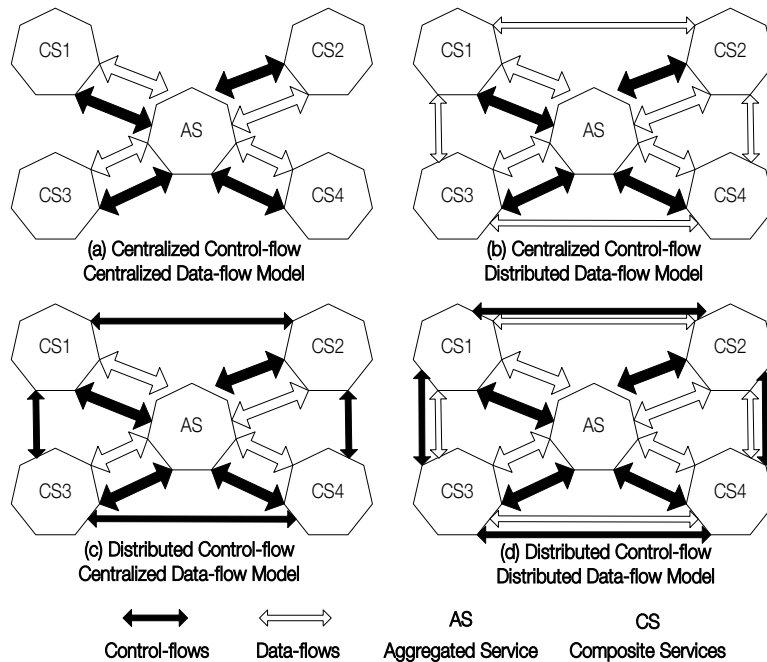 CS1
CS2
AS
CS3
CS4
(a) Centralized Control-flow
Centralized Data-flow Model
CS1
CS2
AS
CS3
CS4
(b) Centralized Control-flow
Distributed Data-flow Model
CS1
CS2
AS
CS3
CS4
(c) Distributed Control-flow
Centralized Data-flow Model
CS1
CS2
AS
CS3
CS4
(d) Distributed Control-flow
Distributed Data-flow Model
Control-flows
Data-flows
AS
Aggregated Service
CS
Composite Services